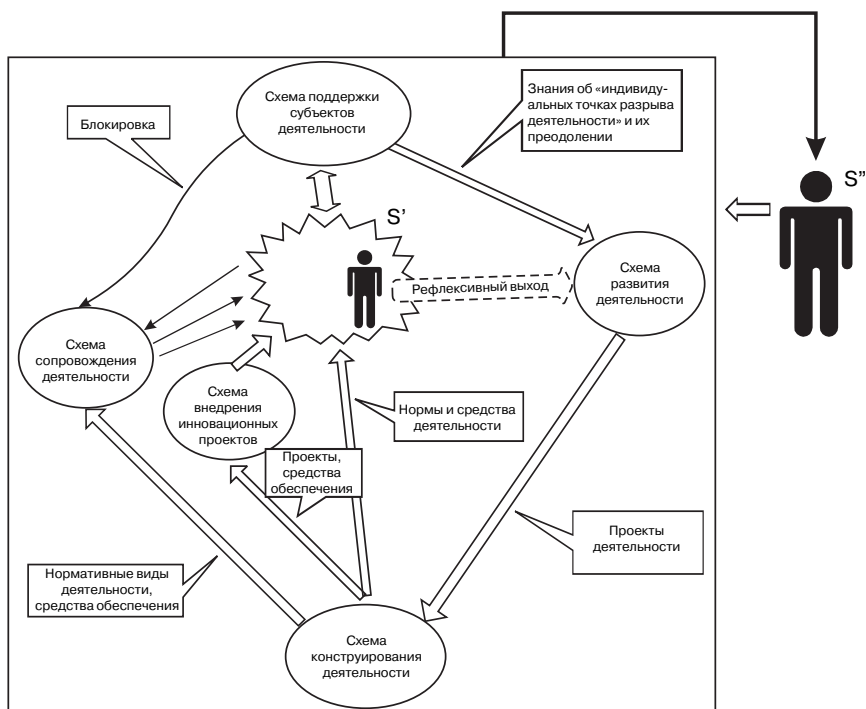 Схема поддержки
субъектов
деятельности
Знания об «индивиду-
альных точках разрыва
деятельности» и их
преодолении
Блокировка
S”
S’
Рефлексивный выход
Схема
развития
деятельности
Схема
сопровождения
деятельности
Схема
внедрения
инновационных
проектов
Нормы и средства
деятельности
Проекты,
средства
обеспечения
Проекты
деятельности
Нормативные виды
деятельности,
средства обеспечения
Схема
конструирования
деятельности